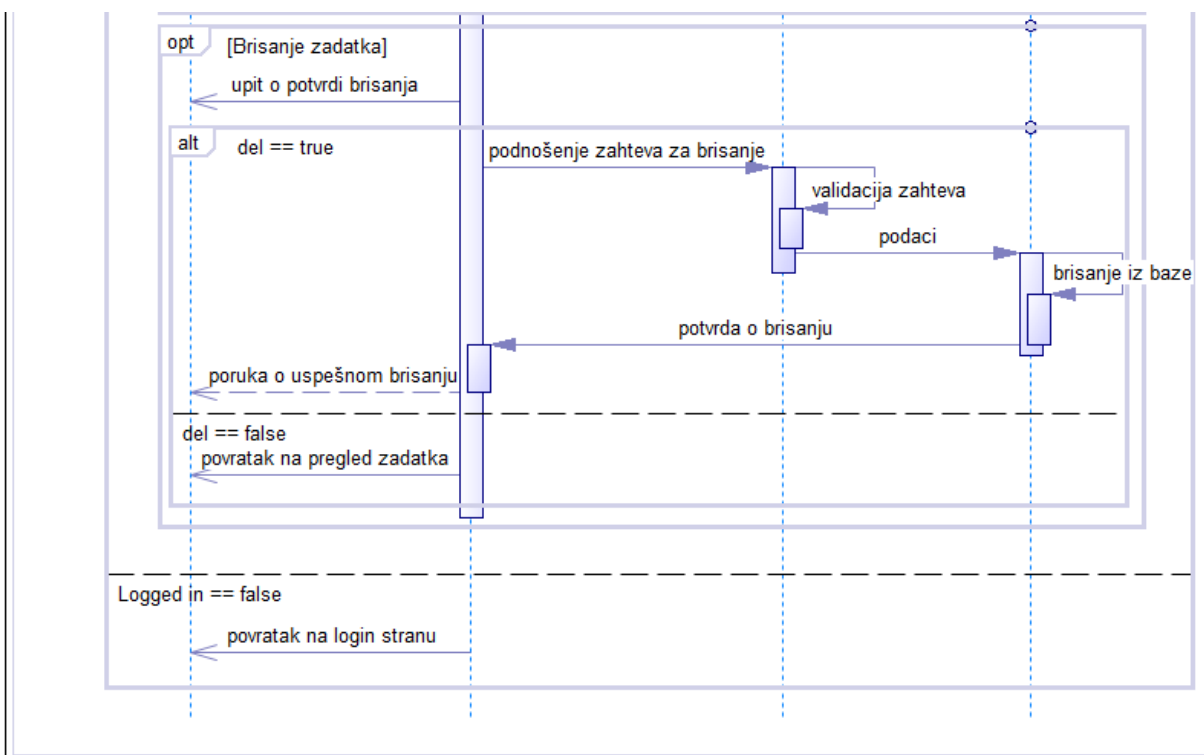 opt
[Brisanje zadatka]
upit o potvrdi brisanja
alt
del == true
podnošenje zahteva za brisanje
validacija zahteva
podaci
brisanje iz baze
potvrda o brisanju
poruka o uspešnom brisanju
del == false
povratak na pregled zadatka
Logged in == false
povratak na login stranu